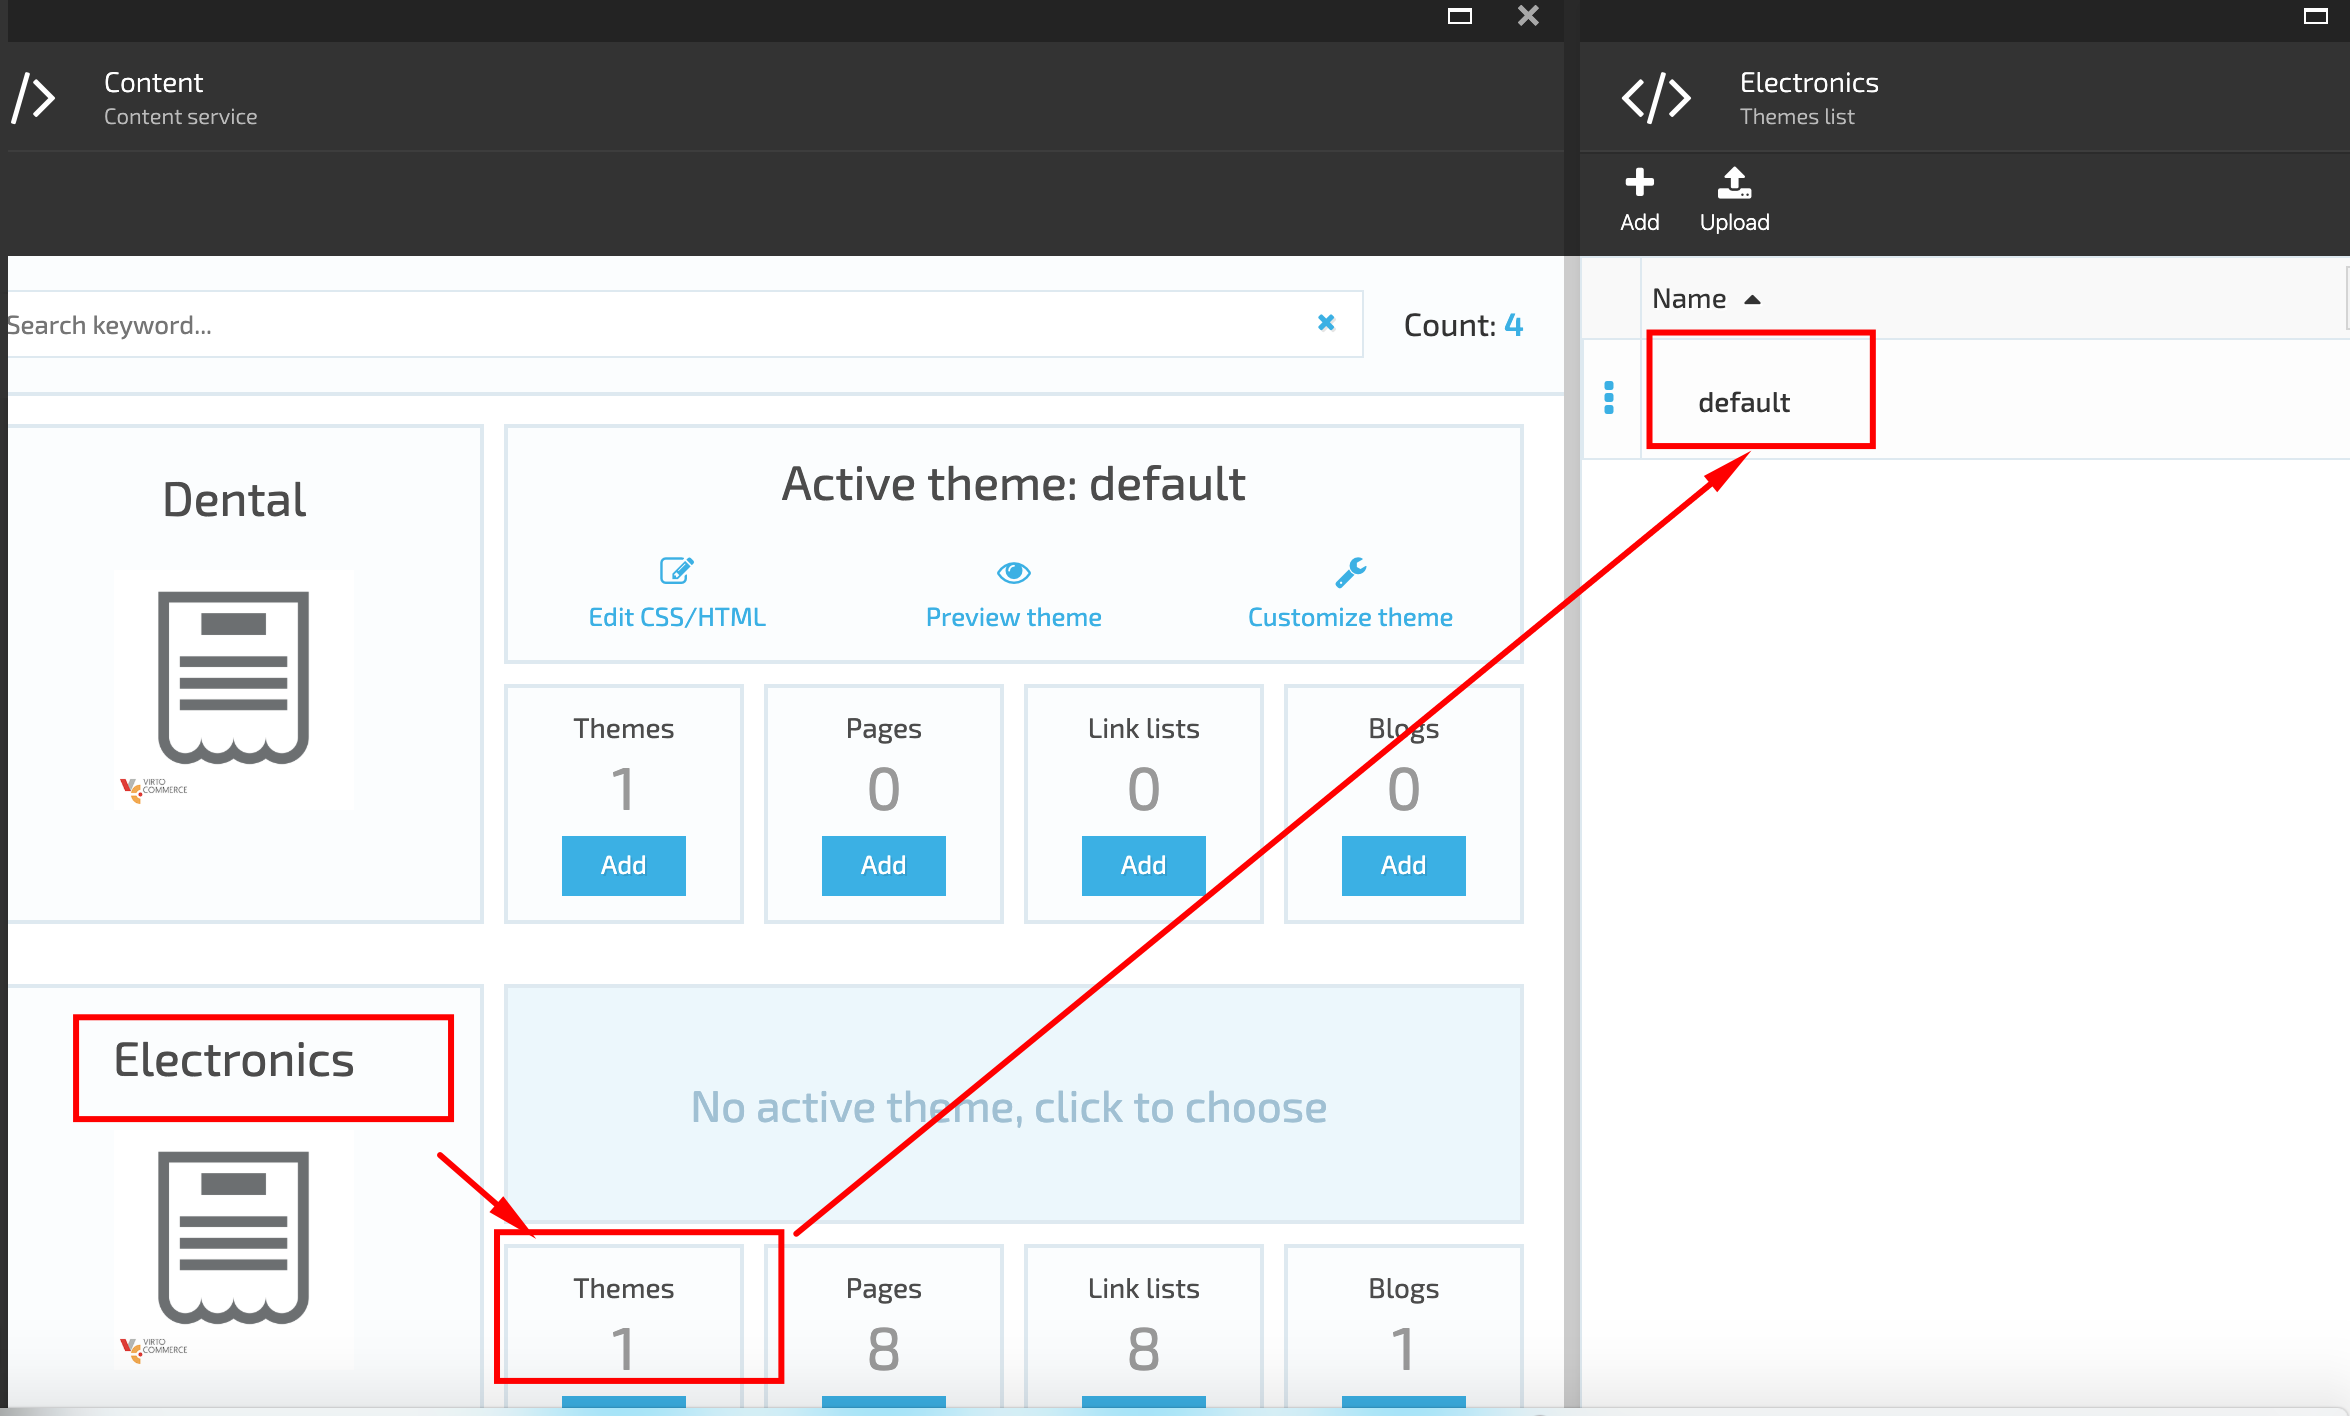 Content
Content service
Search keyword...
Count: 4
Dental
VIRTO
COMMERCE
Active theme: default
Edit CSS/HTML
Preview theme
Customize theme
Themes
1
Add
Pages
0
Add
Link lists
0
Add
Blogs
0
Add
Electronics
VIRTO
COMMERCE
No active theme, click to choose
Themes
1
Pages
8
Link lists
8
Blogs
1
Electronics
Themes list
Add
Upload
Name
default